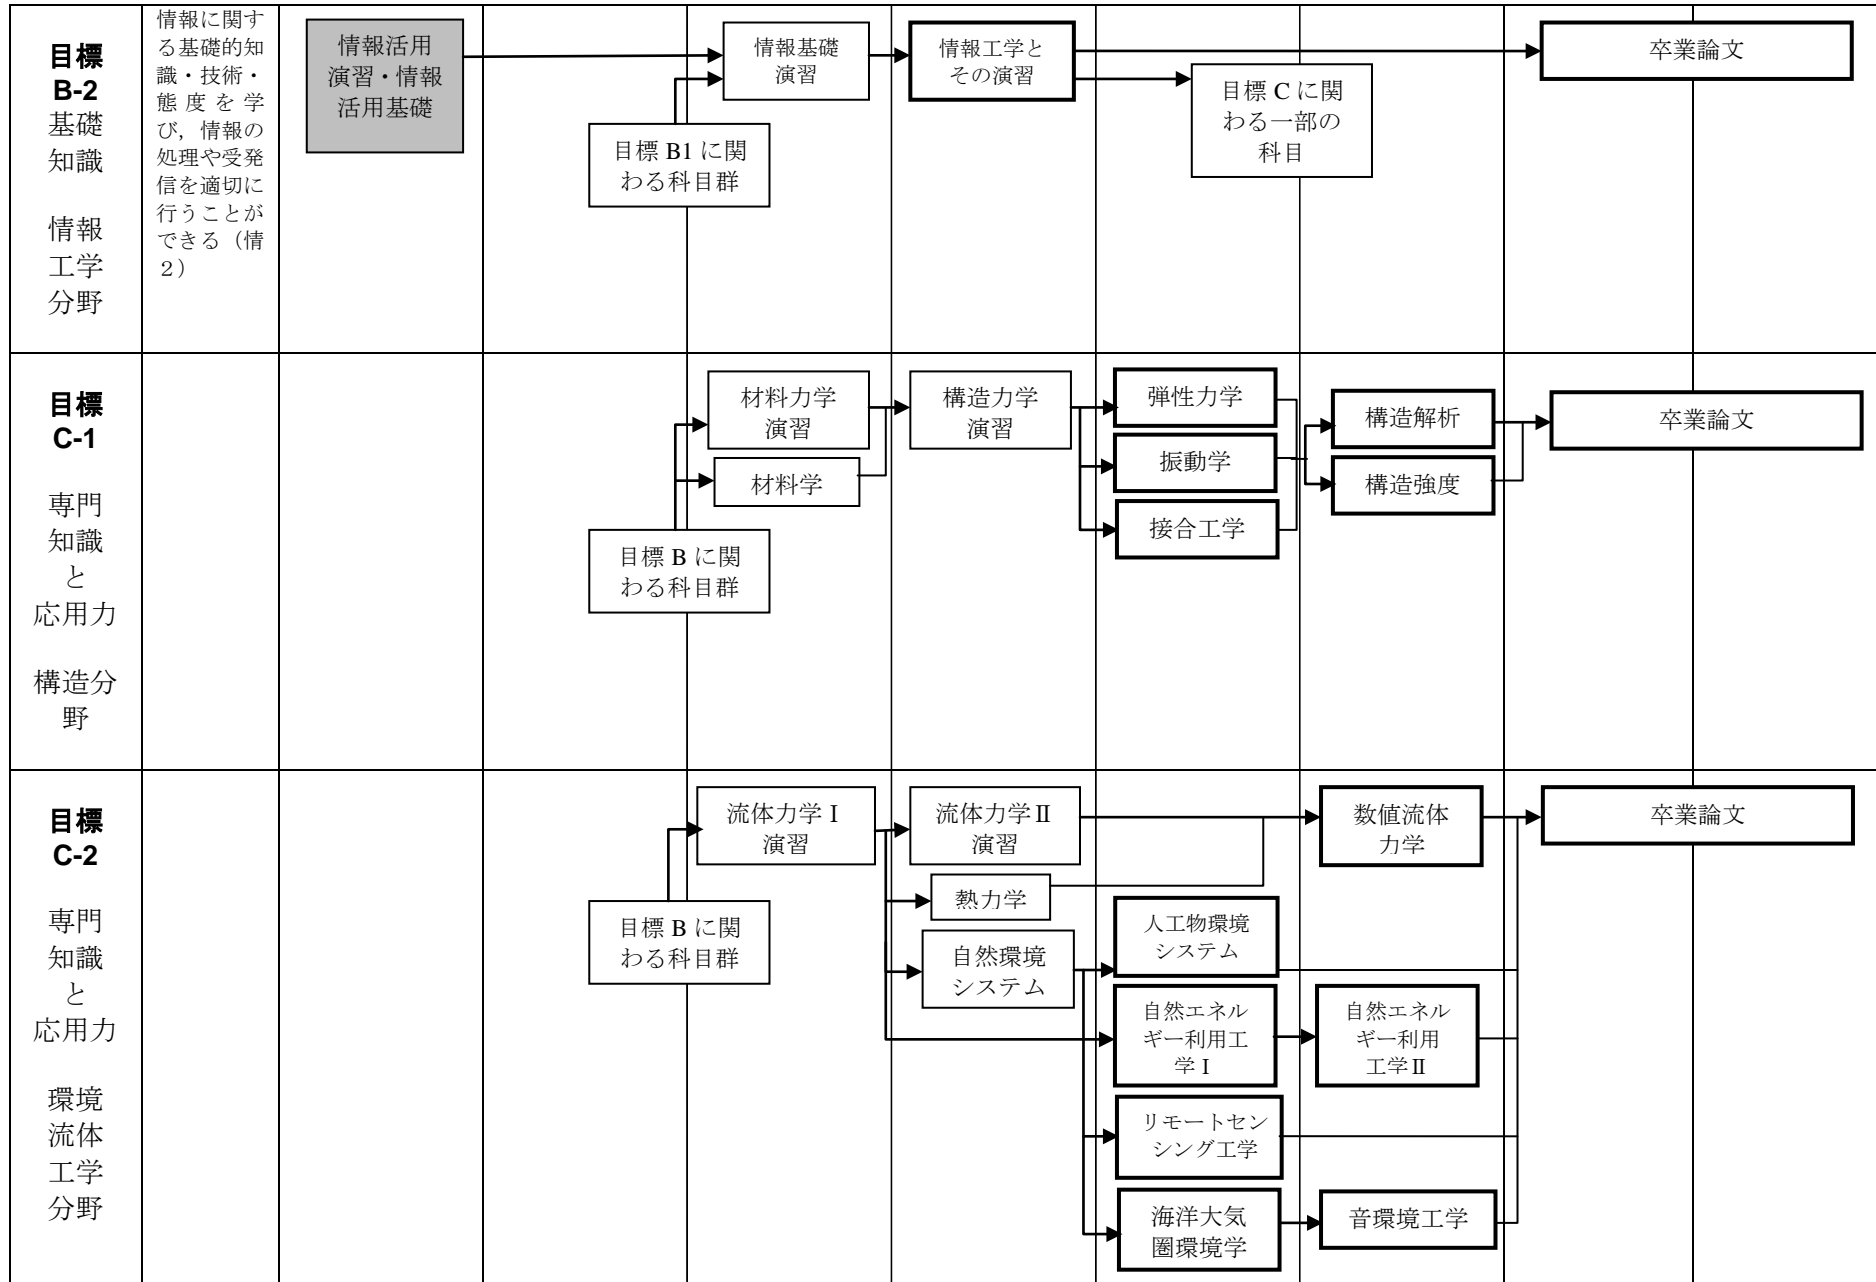 目標
B-2
基礎
知識
情報
工学
分野
情報に関す
る基礎的知
識・技術・
態度を学
び，情報の
処理や受発
信を適切に
行うことが
できる（情
２）
情報活用
演習・情報
活用基礎
情報基礎
演習
目標 B1 に関
わる科目群
情報工学と
その演習
目標 C に関
わる一部の
科目
卒業論文
目標
C-1
専門
知識
と
応用力
構造分
野
材料力学
演習
材料学
目標 B に関
わる科目群
構造力学
演習
弾性力学
振動学
接合工学
構造解析
構造強度
卒業論文
目標
C-2
専門
知識
と
応用力
環境
流体
工学
分野
流体力学Ⅰ
演習
目標 B に関
わる科目群
流体力学Ⅱ
演習
熱力学
自然環境
システム
人工物環境
システム
自然エネル
ギー利用工
学Ⅰ
リモートセン
シング工学
海洋大気
圏環境学
数値流体
力学
自然エネル
ギー利用
工学Ⅱ
音環境工学
卒業論文